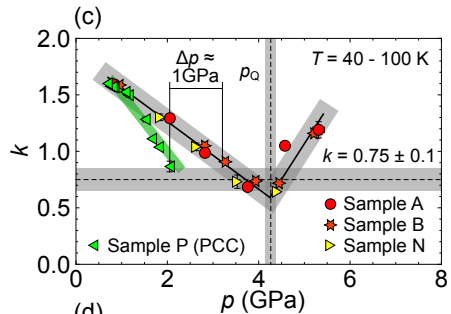 (c)
2.0
Δp ≈
1GPa
p_Q
T = 40 - 100 K
1.5
k
1.0
k = 0.75 ± 0.1
0.5
Sample A
Sample B
Sample P (PCC)
Sample N
0.0
0 2 4 6 8
p (GPa)
(d)